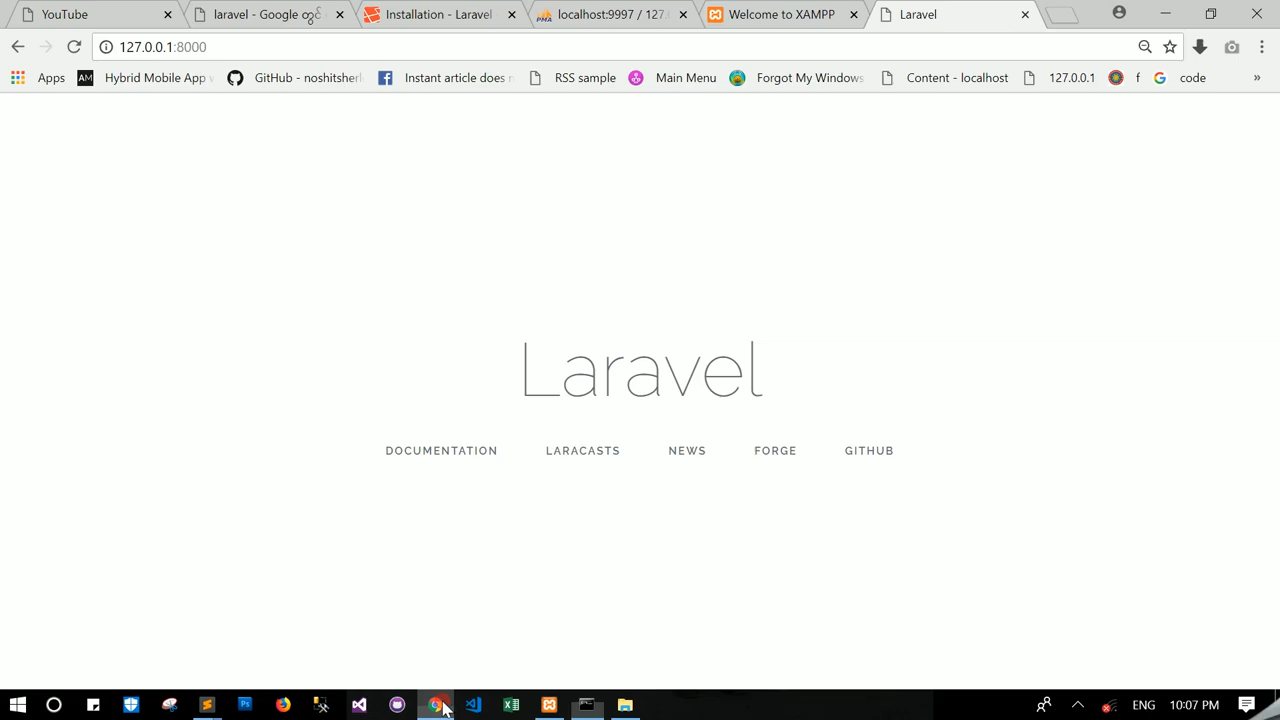 YouTube
laravel - Google
Installation - Laravel
localhost:9997 / 127.
Welcome to XAMPP
Laravel
127.0.0.1:8000
Apps
AM
Hybrid Mobile App
GitHub - noshitsherl
Instant article does
RSS sample
Main Menu
Forgot My Windows
Content - localhost
127.0.0.1
f
code
»
Laravel
DOCUMENTATION
LARACASTS
NEWS
FORGE
GITHUB
ENG
10:07 PM